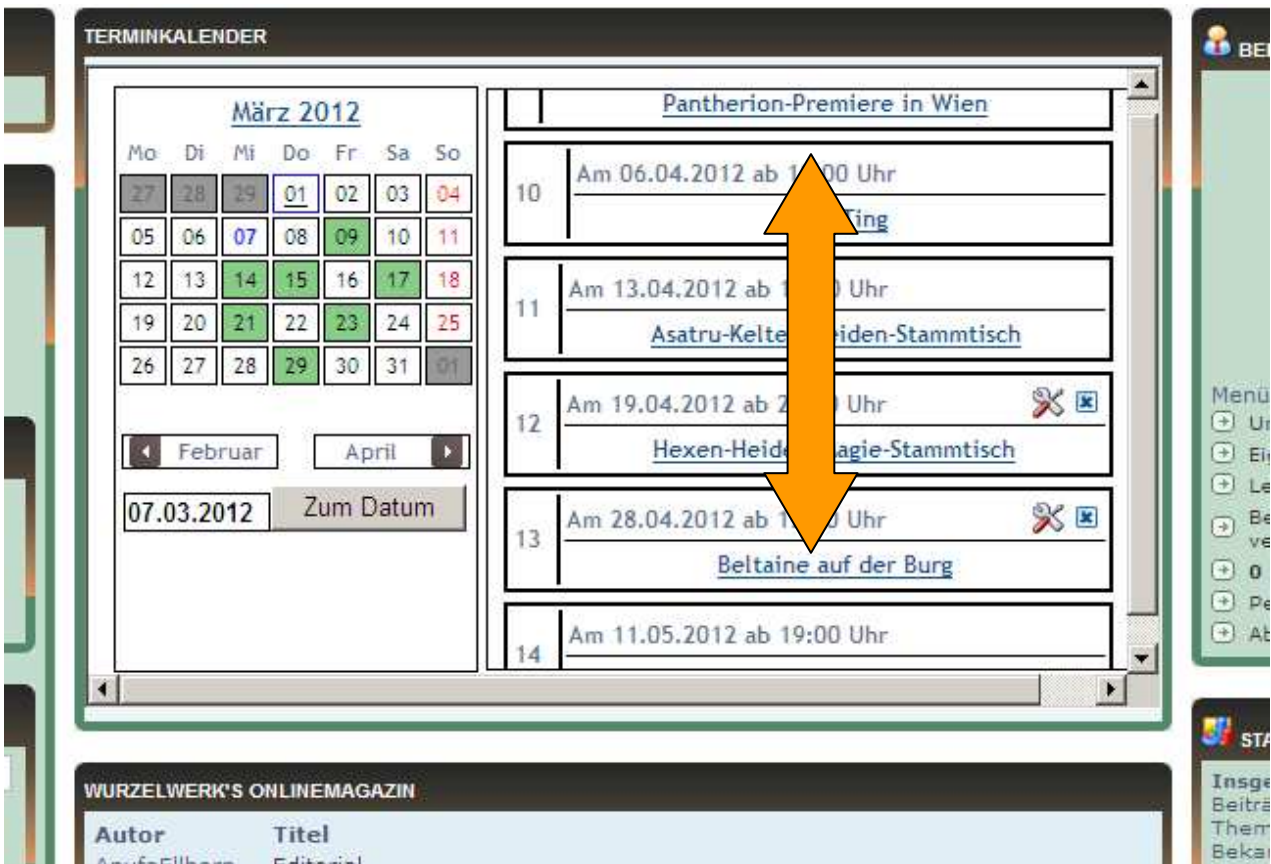 TERMINKALENDER
März 2012
Mo Di Mi Do Fr Sa So
27 28 29 01 02 03 04
05 06 07 08 09 10 11
12 13 14 15 16 17 18
19 20 21 22 23 24 25
26 27 28 29 30 31 01
Februar April
07.03.2012 Zum Datum
Pantherion-Premiere in Wien
10 Am 06.04.2012 ab Uhr
Ting
11 Am 13.04.2012 ab Uhr
Asatru-Kelte iden-Stammtisch
12 Am 19.04.2012 ab Uhr
Hexen-Heide agie-Stammtisch
13 Am 28.04.2012 ab Uhr
Beltaine auf der Burg
14 Am 11.05.2012 ab 19:00 Uhr
WURZELWERK'S ONLINEMAGAZIN
Autor Titel
Editorial
Menü
0